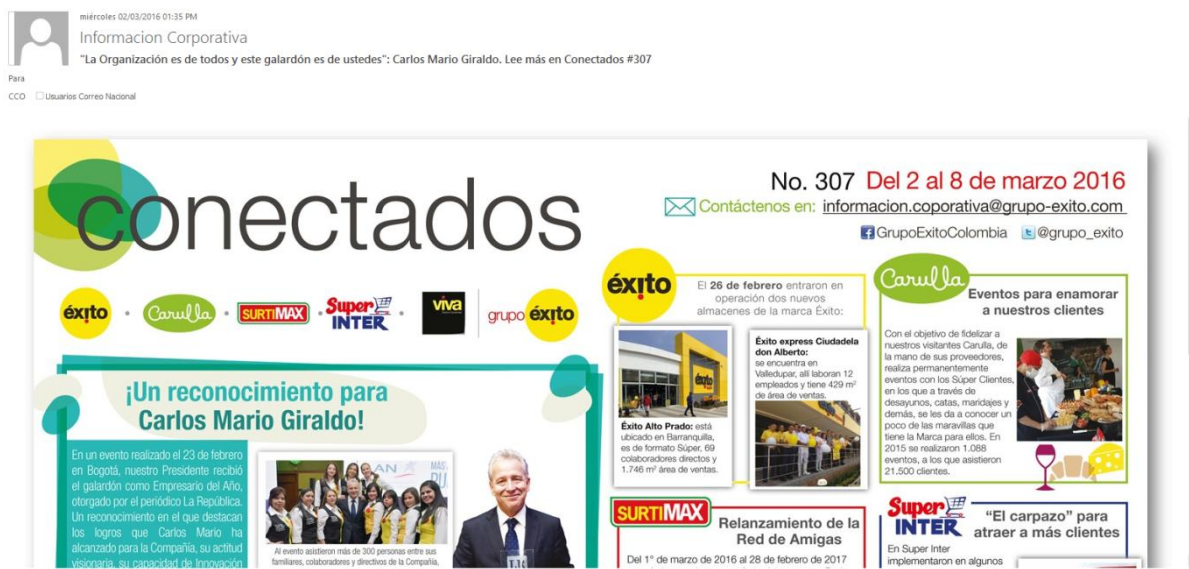 miércoles 02/03/2016 01:35 PM
Informacion Corporativa
"La Organización es de todos y este galardón es de ustedes": Carlos Mario Giraldo. Lee más en Conectados #307
Para
CCO Usuarios Correo Nacional
conectados
No. 307 Del 2 al 8 de marzo 2016
Contáctenos en: informacion.coporativa@grupo-exito.com
GrupoExitoColombia @grupo_exito
éxito · Carulla · SURTIMAX · Super INTER · viva grupo éxito
¡Un reconocimiento para
Carlos Mario Giraldo!
En un evento realizado el 23 de febrero
en Bogotá, nuestro Presidente recibió
el galardón como Empresario del Año,
otorgado por el periódico La República.
Un reconocimiento en el que destacan
los logros que Carlos Mario ha
alcanzado para la Compañía, su actitud
visionaria, su capacidad de Innovación
Al evento asistieron más de 300 personas entre sus
familiares, colaboradores y directivos de la Compañía,
éxito
El 26 de febrero entraron en
operación dos nuevos
almacenes de la marca Éxito:
éxito
Éxito Alto Prado: está
ubicado en Barranquilla,
es de formato Súper, 69
colaboradores directos y
1.746 m² área de ventas.
Éxito express Ciudadela
don Alberto:
se encuentra en
Valledupar, allí laboran 12
empleados y tiene 429 m²
de área de ventas.
Carulla
Eventos para enamorar
a nuestros clientes
Con el objetivo de fidelizar a
nuestros visitantes Carulla, de
la mano de sus proveedores,
realiza permanentemente
eventos con los Súper Clientes,
en los que a través de
desayunos, catas, maridajes y
demás, se les da a conocer un
poco de las maravillas que
tiene la Marca para ellos. En
2015 se realizaron 1.088
eventos, a los que asistieron
21.500 clientes.
SURTIMAX
Relanzamiento de la
Red de Amigas
Del 1° de marzo de 2016 al 28 de febrero de 2017
Super
INTER
"El carpazo" para
atraer a más clientes
En Super Inter
implementaron en algunos